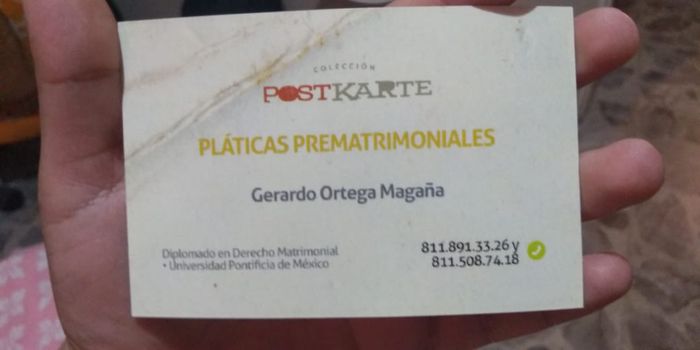 COLECCIÓN
POSTKARTE
PLÁTICAS PREMATRIMONIALES
Gerardo Ortega Magaña
Diplomado en Derecho Matrimonial
• Universidad Pontificia de México
811.891.33.26 y
811.508.74.18